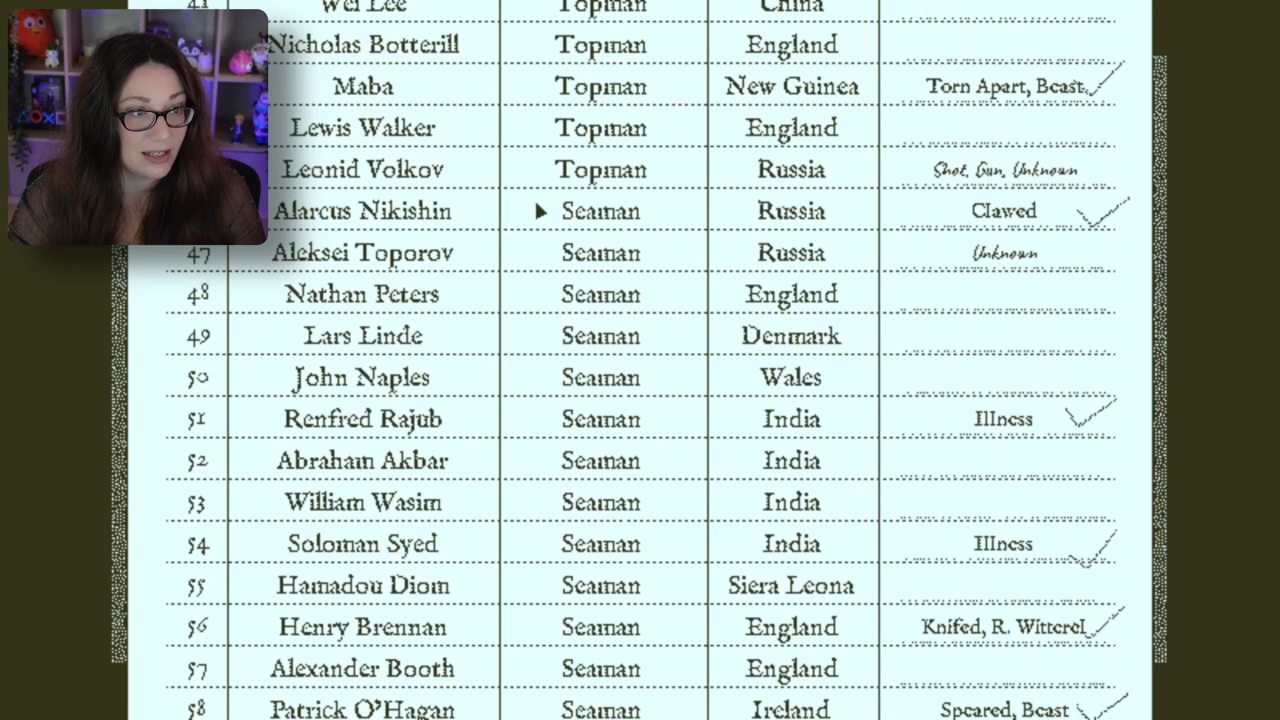 41 Wei Lee Topman China
Nicholas Botterill Topman England
Maba Topman New Guinea Torn Apart, Beast
Lewis Walker Topman England
Leonid Volkov Topman Russia Shot, Gun, Unknown
Alarcus Nikishin Seaman Russia Clawed
47 Aleksei Toporov Seaman Russia Unknown
48 Nathan Peters Seaman England
49 Lars Linde Seaman Denmark
50 John Naples Seaman Wales
51 Renfred Rajub Seaman India Illness
52 Abraham Akbar Seaman India
53 William Wasim Seaman India
54 Soloman Syed Seaman India Illness
55 Hamadou Diom Seaman Siera Leona
56 Henry Brennan Seaman England Knifed, R. Witterel
57 Alexander Booth Seaman England
58 Patrick O'Hagan Seaman Ireland Speared, Beast